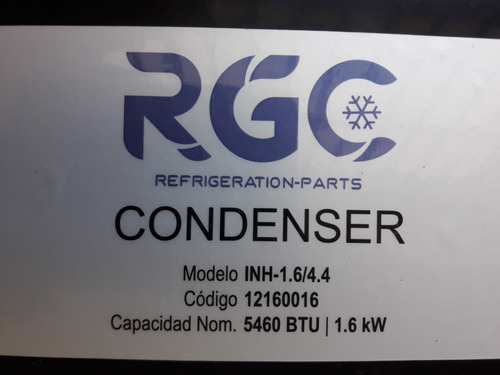 RGC
REFRIGERATION-PARTS
CONDENSER
Modelo INH-1.6/4.4
Código 12160016
Capacidad Nom. 5460 BTU | 1.6 kW